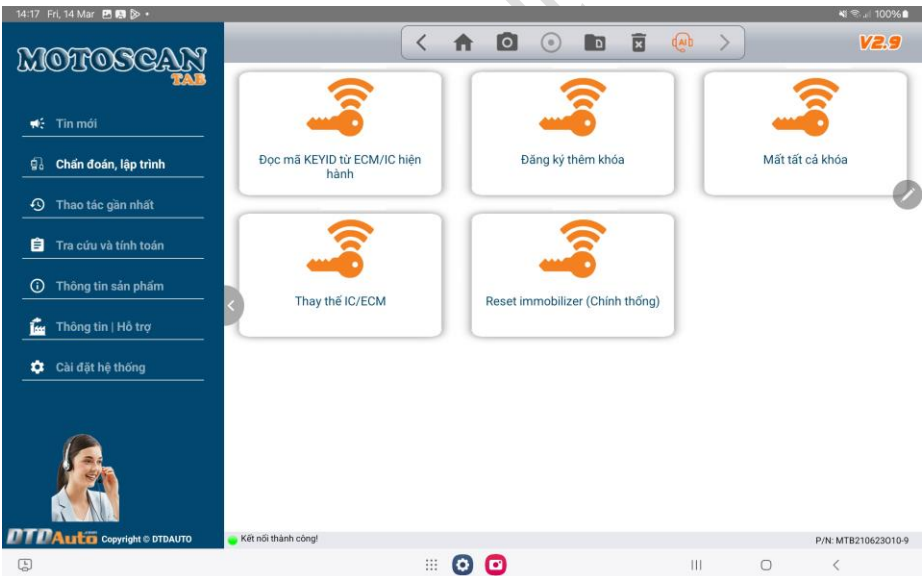 14:17 Fri, 14 Mar
100%
MOTOSCAN
TAB
AI
V2.9
Tin mới
Chẩn đoán, lập trình
Thao tác gần nhất
Tra cứu và tính toán
Thông tin sản phẩm
Thông tin | Hỗ trợ
Cài đặt hệ thống
Đọc mã KEYID từ ECM/IC hiện
hành
Đăng ký thêm khóa
Mất tất cả khóa
Thay thế IC/ECM
Reset immobilizer (Chính thống)
DTDAuto Copyright © DTDAUTO
Kết nối thành công!
P/N: MTB210623O10-9